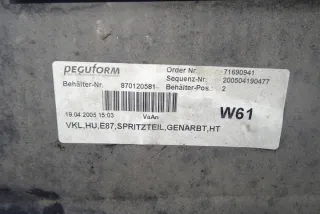 peguform
Order Nr. 71690941
Sequenz-Nr. 200504190477
Behälter-Nr. 870120581 Behälter-Pos.: 2
W61
19.04.2005 15:03 VaAn
VKL,HU,E87,SPRITZTEIL,GENARBT,HT